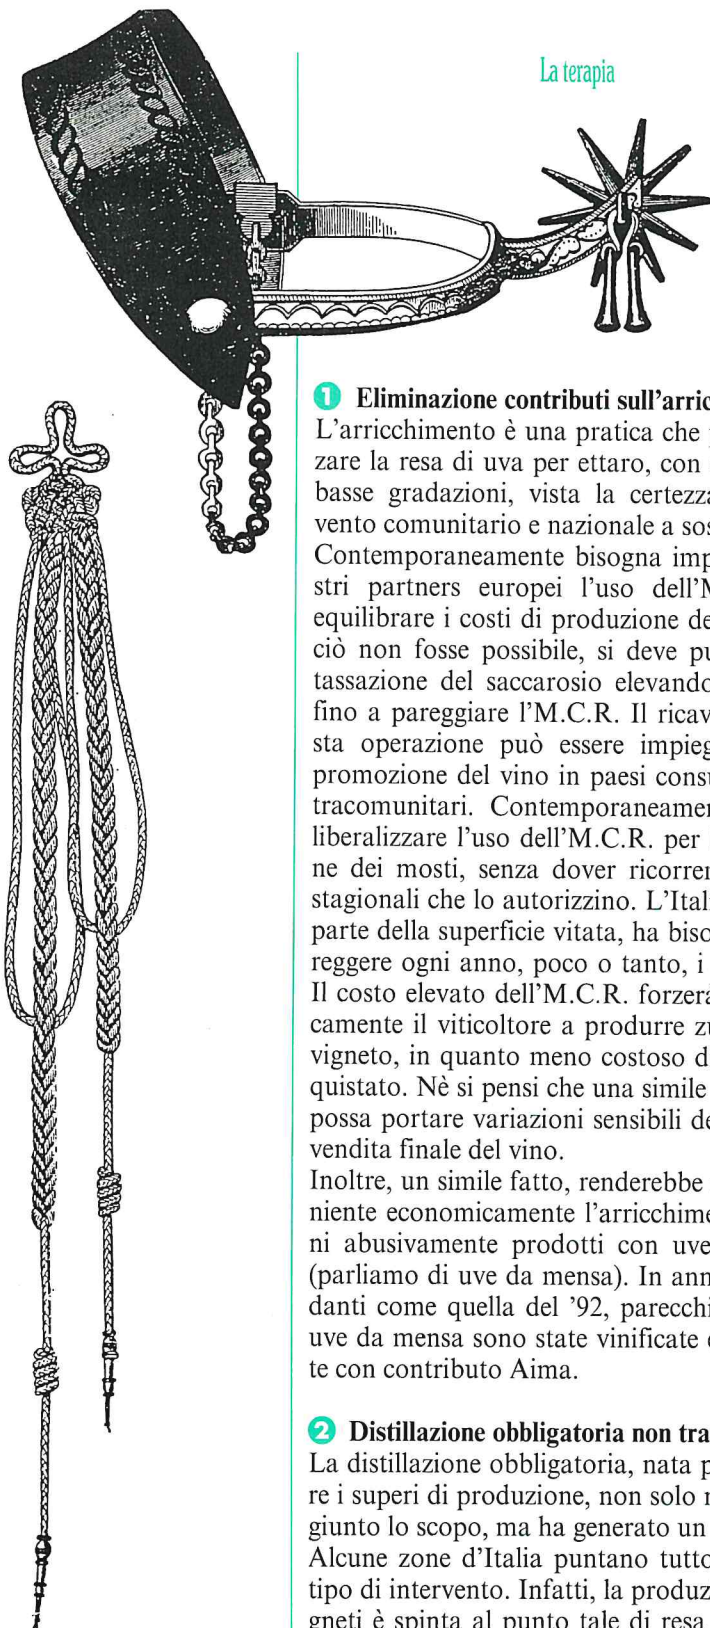 La terapia
1 Eliminazione contributi sull'arric
L'arricchimento è una pratica che
zare la resa di uva per ettaro, con
basse gradazioni, vista la certezza
vento comunitario e nazionale a sos
Contemporaneamente bisogna imp
stri partners europei l'uso dell'M
equilibrare i costi di produzione de
ciò non fosse possibile, si deve pu
tassazione del saccarosio elevando
fino a pareggiare l'M.C.R. Il ricav
sta operazione può essere impieg
promozione del vino in paesi consu
tracomunitari. Contemporaneamen
liberalizzare l'uso dell'M.C.R. per
ne dei mosti, senza dover ricorren
stagionali che lo autorizzino. L'Itali
parte della superficie vitata, ha biso
reggere ogni anno, poco o tanto, i
Il costo elevato dell'M.C.R. forzerà
camente il viticoltore a produrre zu
vigneto, in quanto meno costoso d
quistato. Nè si pensi che una simile
possa portare variazioni sensibili de
vendita finale del vino.
Inoltre, un simile fatto, renderebbe
niente economicamente l'arricchime
ni abusivamente prodotti con uve
(parliamo di uve da mensa). In ann
danti come quella del '92, parecchi
uve da mensa sono state vinificate
te con contributo Aima.
2 Distillazione obbligatoria non tra
La distillazione obbligatoria, nata p
re i superi di produzione, non solo
giunto lo scopo, ma ha generato un
Alcune zone d'Italia puntano tutto
tipo di intervento. Infatti, la produz
gneti è spinta al punto tale di resa